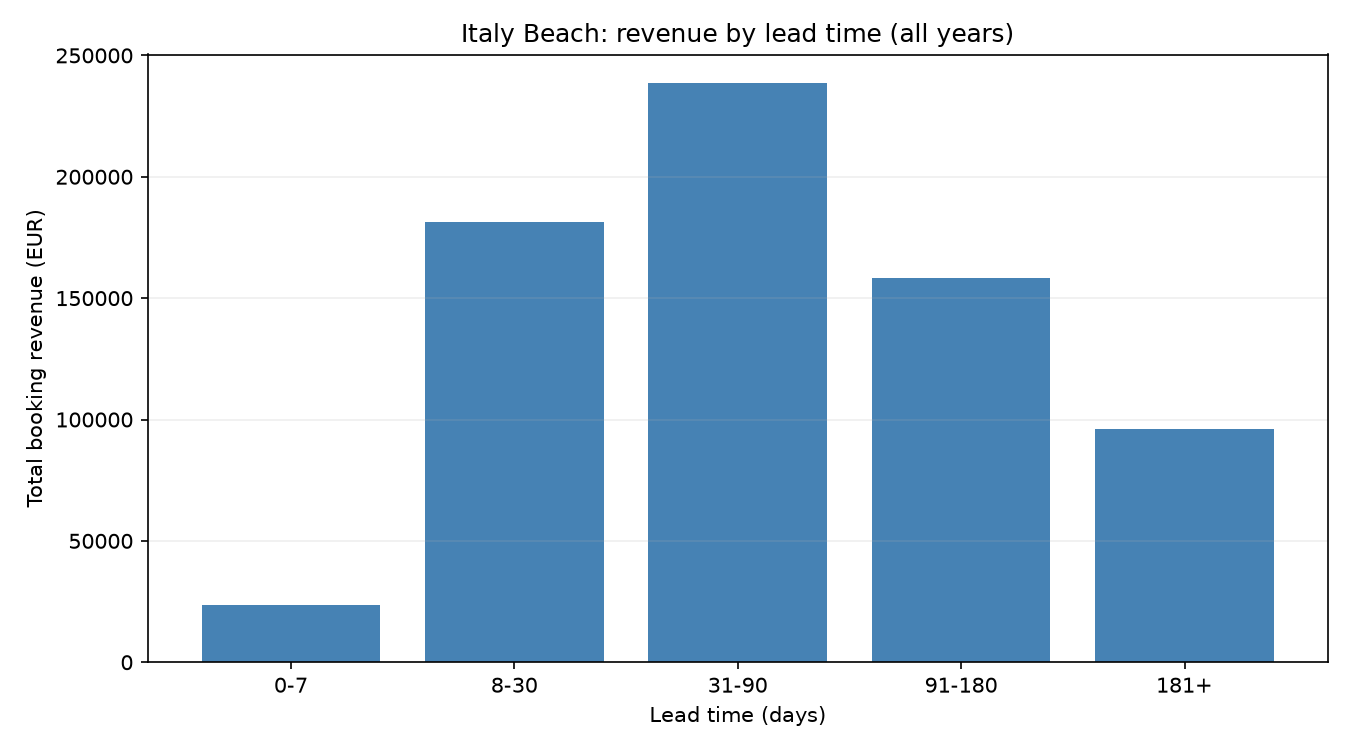 Italy Beach: revenue by lead time (all years)
Total booking revenue (EUR)
250000
200000
150000
100000
50000
0
0-7 8-30 31-90 91-180 181+
Lead time (days)